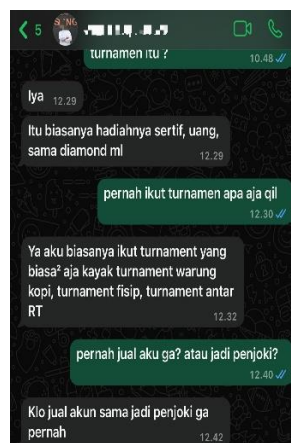 5
SONG
turnamen itu ?
10.48
Iya 12.29
Itu biasanya hadiahnya sertif, uang,
sama diamond ml
12.29
pernah ikut turnamen apa aja qil
12.30
Ya aku biasanya ikut turnament yang
biasa² aja kayak turnament warung
kopi, turnament fisip, turnament antar
RT
12.32
pernah jual aku ga? atau jadi penjoki?
12.40
Klo jual akun sama jadi penjoki ga
pernah
12.42